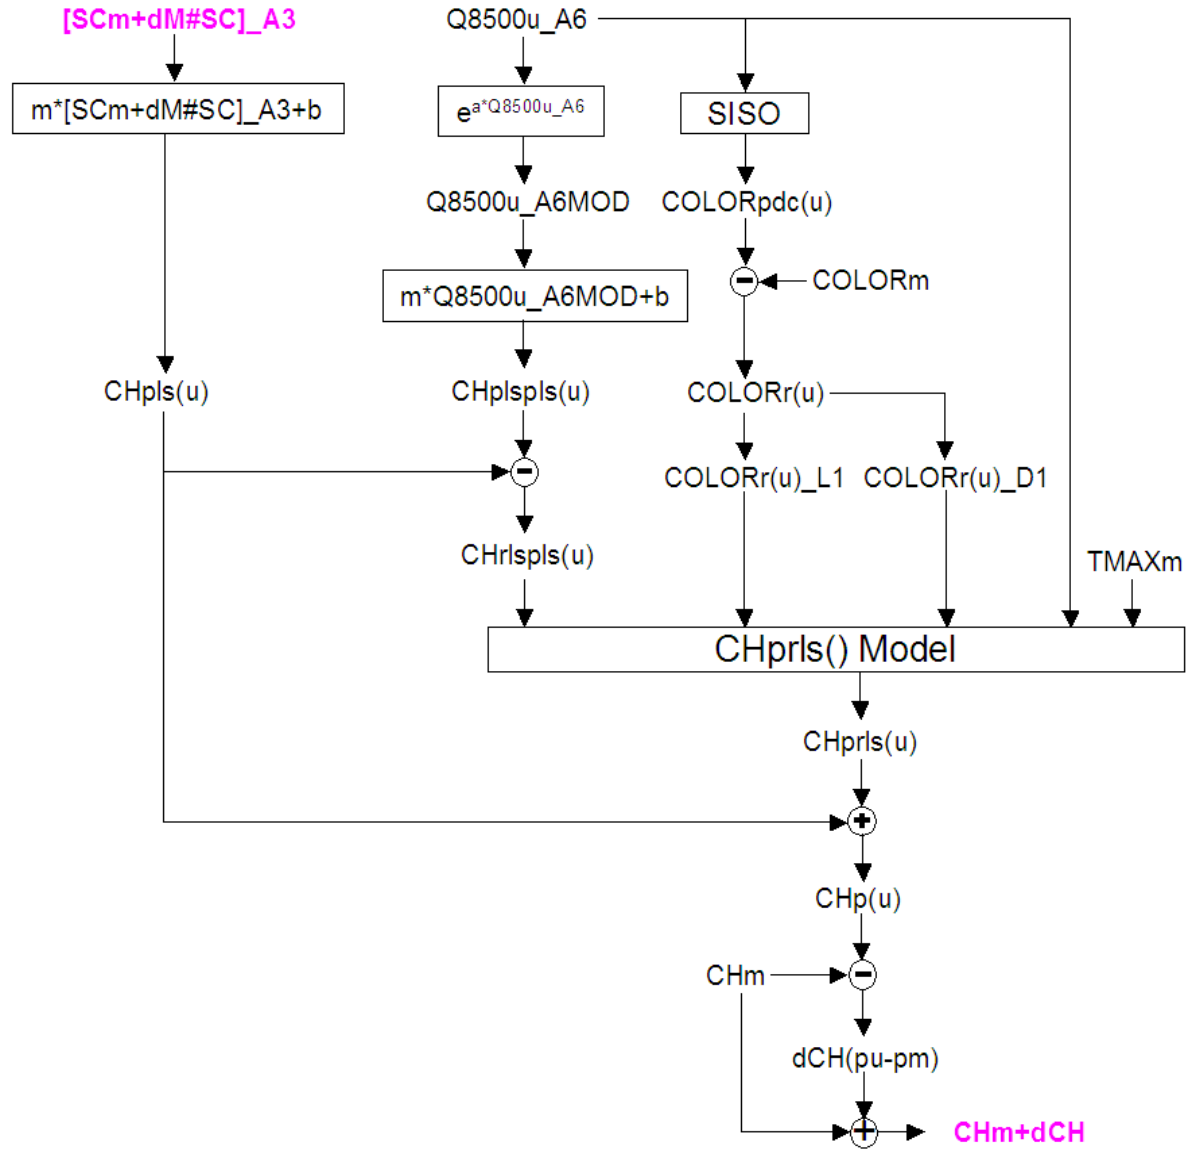 [SCm+dM#SC]_A3
Q8500u_A6
m*[SCm+dM#SC]_A3+b
e^a*Q8500u_A6
SISO
Q8500u_A6MOD
COLORpdc(u)
m*Q8500u_A6MOD+b
-
COLORm
CHpls(u)
CHplspls(u)
COLORr(u)
-
COLORr(u)_L1
COLORr(u)_D1
CHrlspls(u)
TMAXm
CHprls() Model
CHprls(u)
+
CHp(u)
CHm
-
dCH(pu-pm)
+
CHm+dCH